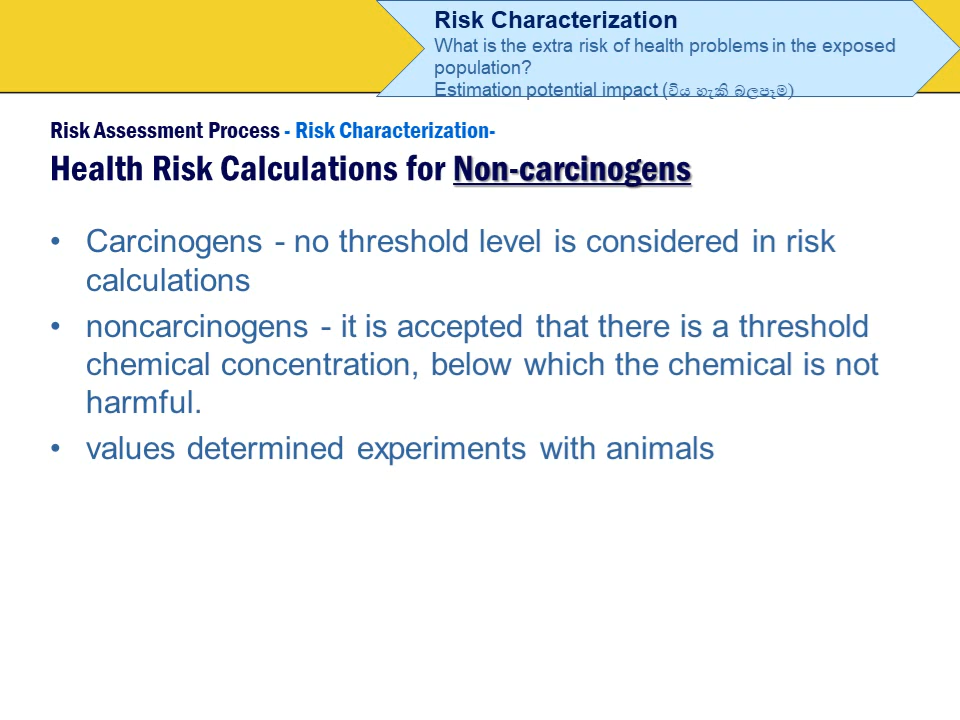 Risk Characterization
What is the extra risk of health problems in the exposed
population?
Estimation potential impact (විය හැකි බලපෑම)
Risk Assessment Process - Risk Characterization-
Health Risk Calculations for Non-carcinogens
• Carcinogens - no threshold level is considered in risk
calculations
• noncarcinogens - it is accepted that there is a threshold
chemical concentration, below which the chemical is not
harmful.
• values determined experiments with animals